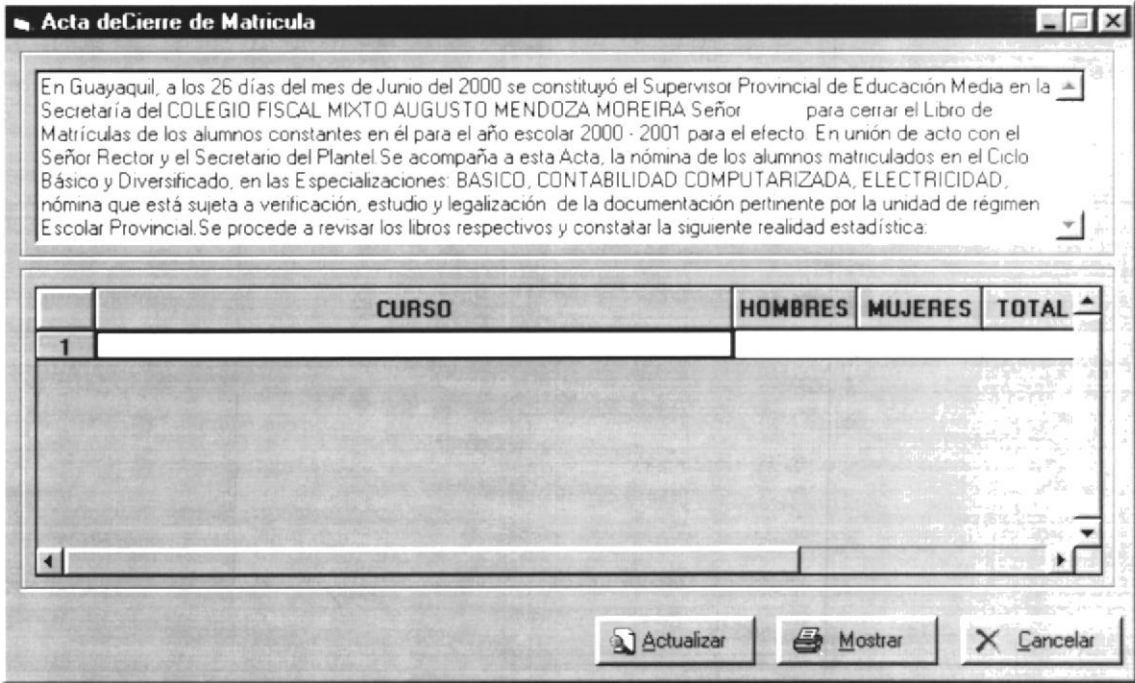 Acta deCierre de Matricula
En Guayaquil, a los 26 días del mes de Junio del 2000 se constituyó el Supervisor Provincial de Educación Media en la
Secretaría del COLEGIO FISCAL MIXTO AUGUSTO MENDOZA MOREIRA Señor para cerrar el Libro de
Matrículas de los alumnos constantes en él para el año escolar 2000 - 2001 para el efecto. En unión de acto con el
Señor Rector y el Secretario del Plantel.Se acompaña a esta Acta, la nómina de los alumnos matriculados en el Ciclo
Básico y Diversificado, en las Especializaciones: BASICO, CONTABILIDAD COMPUTARIZADA, ELECTRICIDAD,
nómina que está sujeta a verificación, estudio y legalización de la documentación pertinente por la unidad de régimen
Escolar Provincial.Se procede a revisar los libros respectivos y constatar la siguiente realidad estadística:
CURSO HOMBRES MUJERES TOTAL
1
Actualizar Mostrar Cancelar